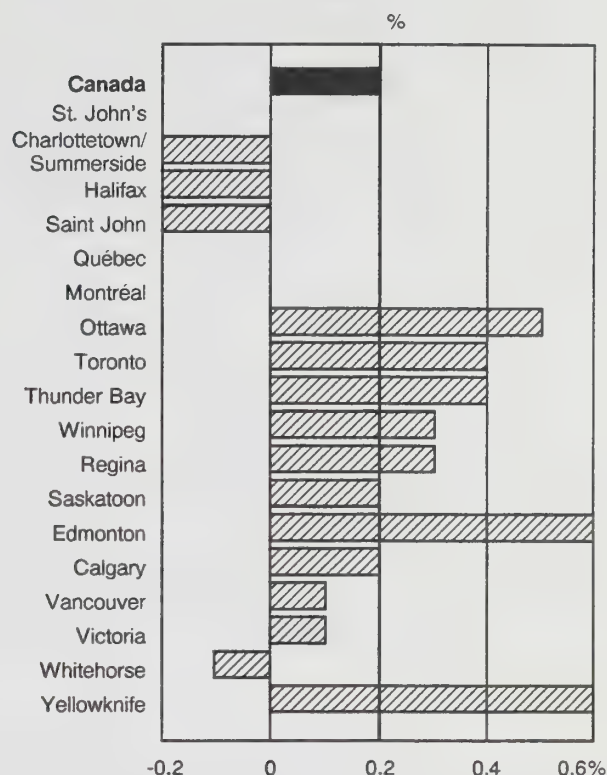 %
Canada
St. John's
Charlottetown/
Summerside
Halifax
Saint John
Québec
Montréal
Ottawa
Toronto
Thunder Bay
Winnipeg
Regina
Saskatoon
Edmonton
Calgary
Vancouver
Victoria
Whitehorse
Yellowknife
-0.2 0 0.2 0.4 0.6%